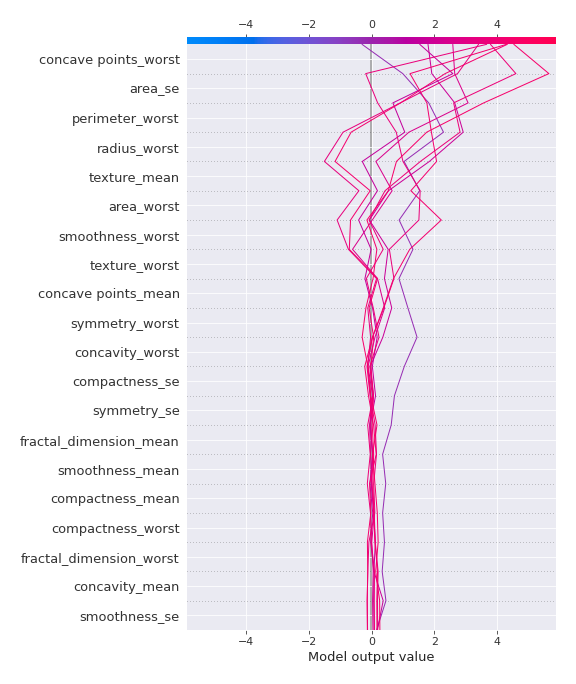 −4 −2 0 2 4
concave points_worst
area_se
perimeter_worst
radius_worst
texture_mean
area_worst
smoothness_worst
texture_worst
concave points_mean
symmetry_worst
concavity_worst
compactness_se
symmetry_se
fractal_dimension_mean
smoothness_mean
compactness_mean
compactness_worst
fractal_dimension_worst
concavity_mean
smoothness_se
−4 −2 0 2 4
Model output value